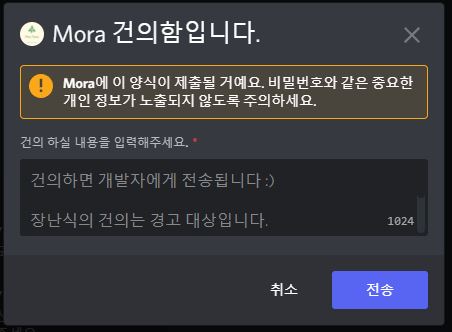 Mora 건의함입니다.
Mora에 이 양식이 제출될 거예요. 비밀번호와 같은 중요한
개인 정보가 노출되지 않도록 주의하세요.
건의 하실 내용을 입력해주세요. *
건의하면 개발자에게 전송됩니다 :)
장난식의 건의는 경고 대상입니다.
1024
취소
전송